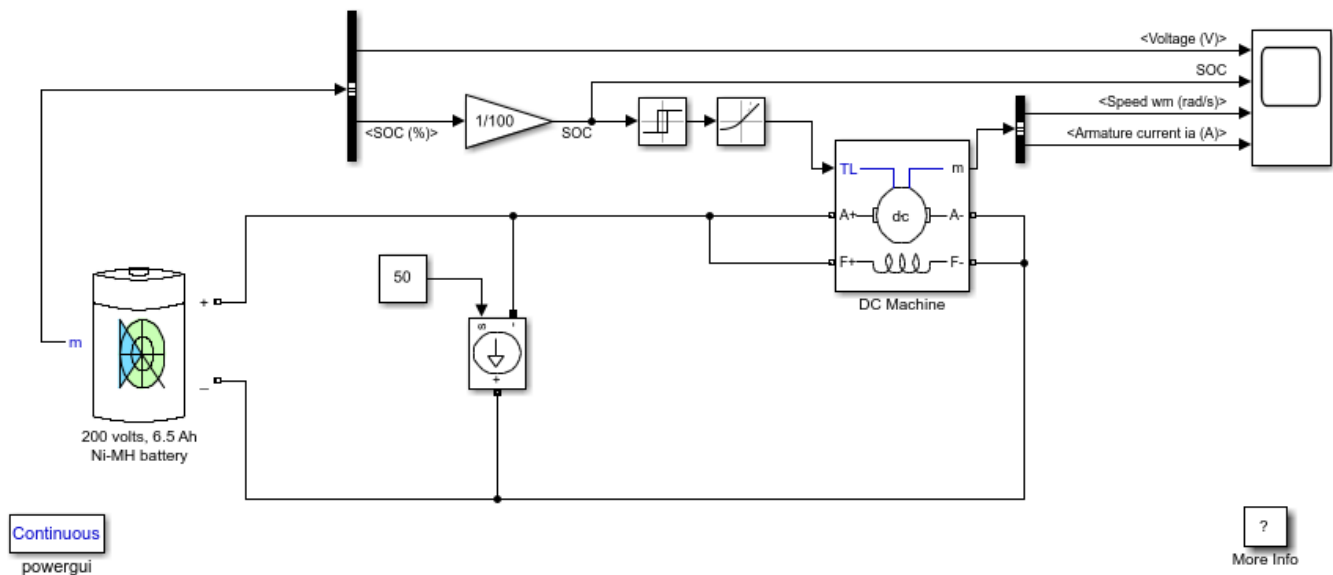 <Voltage (V)>
SOC
<Speed wm (rad/s)>
<Armature current ia (A)>
<SOC (%)>
1/100
SOC
TL
m
A+
dc
A-
F+
F-
DC Machine
50
s
-
+
+
_
m
200 volts, 6.5 Ah
Ni-MH battery
Continuous
powergui
?
More Info